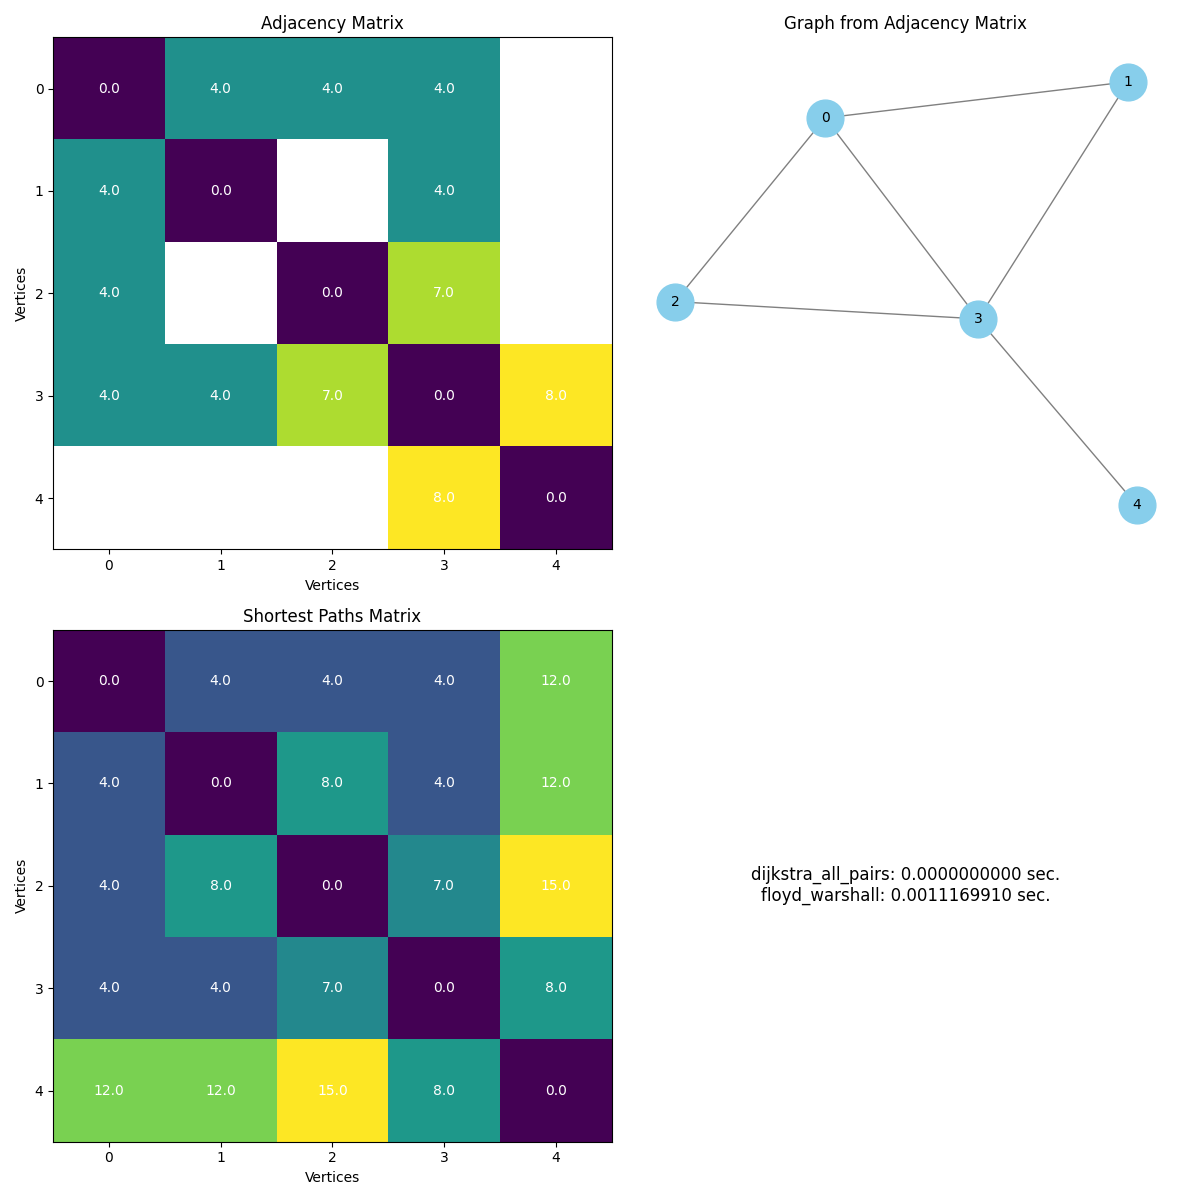 Adjacency Matrix
0 0.0 4.0 4.0 4.0
1 4.0 0.0 4.0
2 4.0 0.0 7.0
3 4.0 4.0 7.0 0.0 8.0
4 8.0 0.0
0 1 2 3 4
Vertices
Vertices
Graph from Adjacency Matrix
1
0
2
3
4
Shortest Paths Matrix
0 0.0 4.0 4.0 4.0 12.0
1 4.0 0.0 8.0 4.0 12.0
2 4.0 8.0 0.0 7.0 15.0
3 4.0 4.0 7.0 0.0 8.0
4 12.0 12.0 15.0 8.0 0.0
0 1 2 3 4
Vertices
Vertices
dijkstra_all_pairs: 0.0000000000 sec.
floyd_warshall: 0.0011169910 sec.